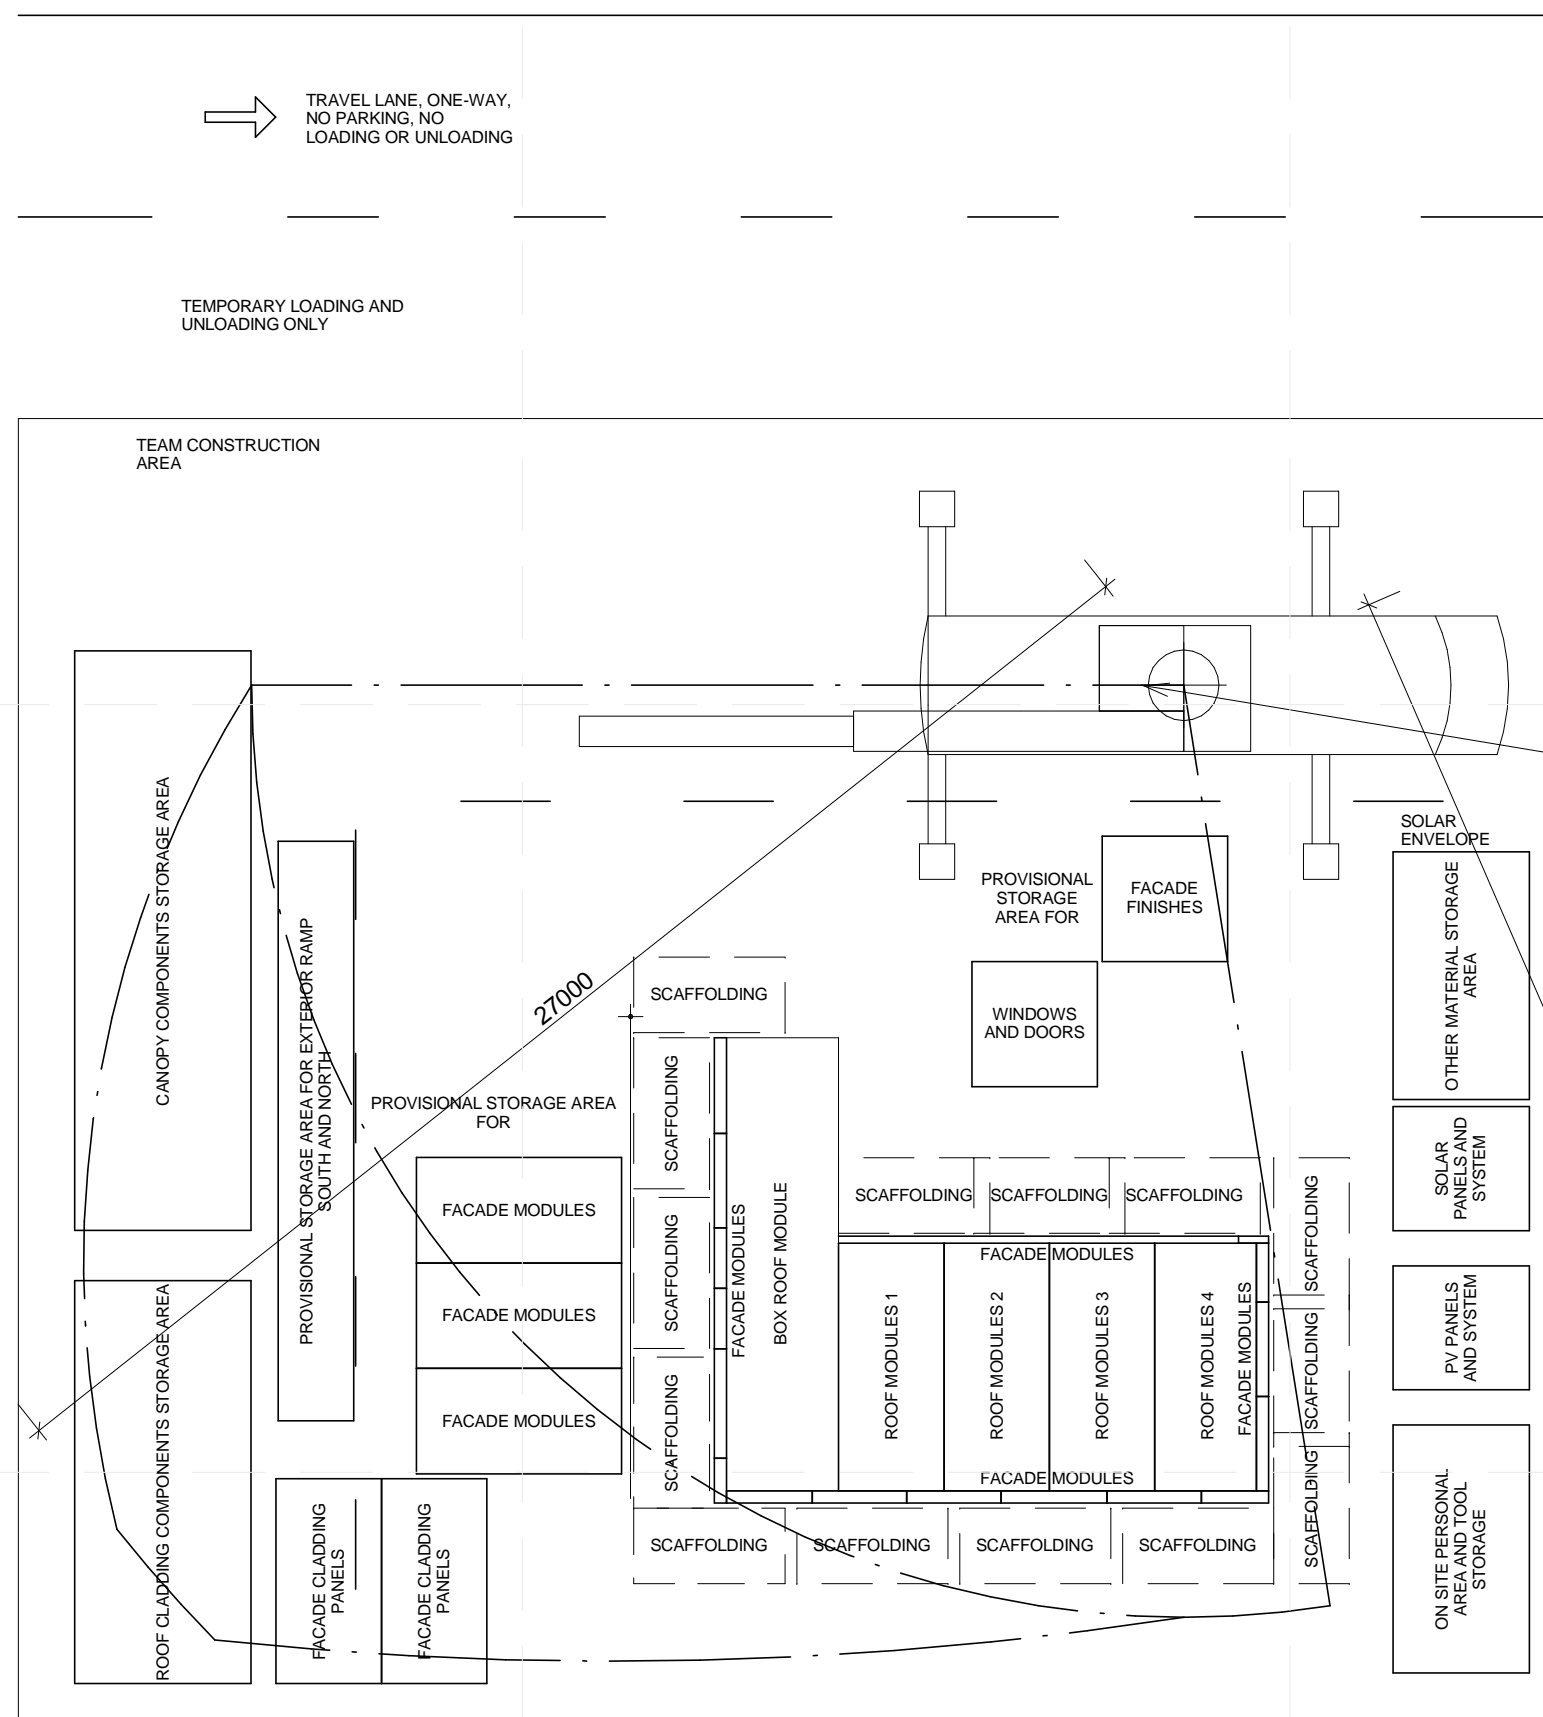 TRAVEL LANE, ONE-WAY,
NO PARKING, NO
LOADING OR UNLOADING
TEMPORARY LOADING AND
UNLOADING ONLY
TEAM CONSTRUCTION
AREA
CANOPY COMPONENTS STORAGE AREA
PROVISIONAL STORAGE AREA FOR EXTERIOR RAMP
SOUTH AND NORTH
27000
PROVISIONAL
STORAGE
AREA FOR
FACADE
FINISHES
WINDOWS
AND DOORS
SOLAR
ENVELOPE
OTHER MATERIAL STORAGE
AREA
SOLAR
PANELS AND
SYSTEM
PV PANELS
AND SYSTEM
ON SITE PERSONAL
AREA AND TOOL
STORAGE
PROVISIONAL STORAGE AREA
FOR
FACADE MODULES
FACADE MODULES
FACADE MODULES
SCAFFOLDING
SCAFFOLDING
SCAFFOLDING
SCAFFOLDING
FACADE MODULES
BOX ROOF MODULE
SCAFFOLDING
SCAFFOLDING
SCAFFOLDING
FACADE MODULES
ROOF MODULES 1
ROOF MODULES 2
ROOF MODULES 3
ROOF MODULES 4
FACADE MODULES
FACADE MODULES
SCAFFOLDING
SCAFFOLDING
SCAFFOLDING
SCAFFOLDING
SCAFFOLDING
SCAFFOLDING
SCAFFOLDING
ROOF CLADDING COMPONENTS STORAGE AREA
FACADE CLADDING
PANELS
FACADE CLADDING
PANELS